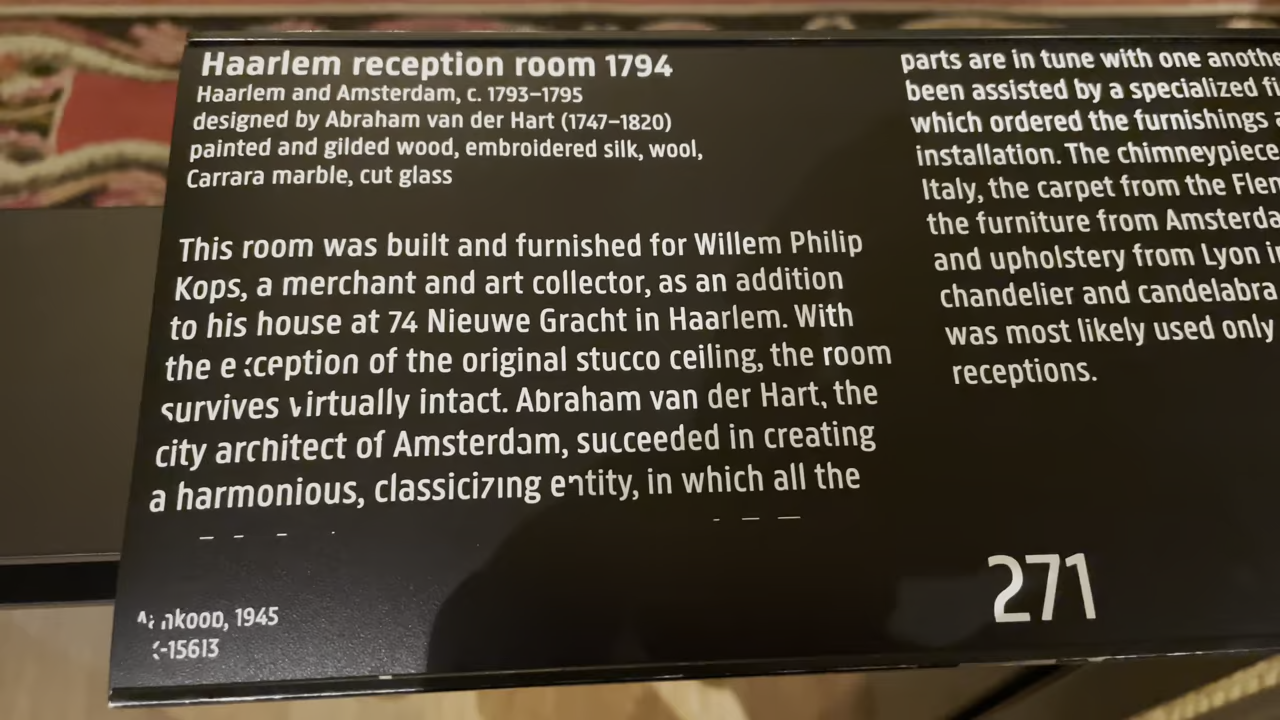 Haarlem reception room 1794
Haarlem and Amsterdam, c. 1793–1795
designed by Abraham van der Hart (1747–1820)
painted and gilded wood, embroidered silk, wool,
Carrara marble, cut glass
This room was built and furnished for Willem Philip
Kops, a merchant and art collector, as an addition
to his house at 74 Nieuwe Gracht in Haarlem. With
the exception of the original stucco ceiling, the room
survives virtually intact. Abraham van der Hart, the
city architect of Amsterdam, succeeded in creating
a harmonious, classicizing entity, in which all the
parts are in tune with one
been assisted by a specialized
which ordered the furnishings
installation. The chimneypiece
Italy, the carpet from the
the furniture from
and upholstery from Lyon
chandelier and candelabra
was most likely used only
receptions.
1945
271